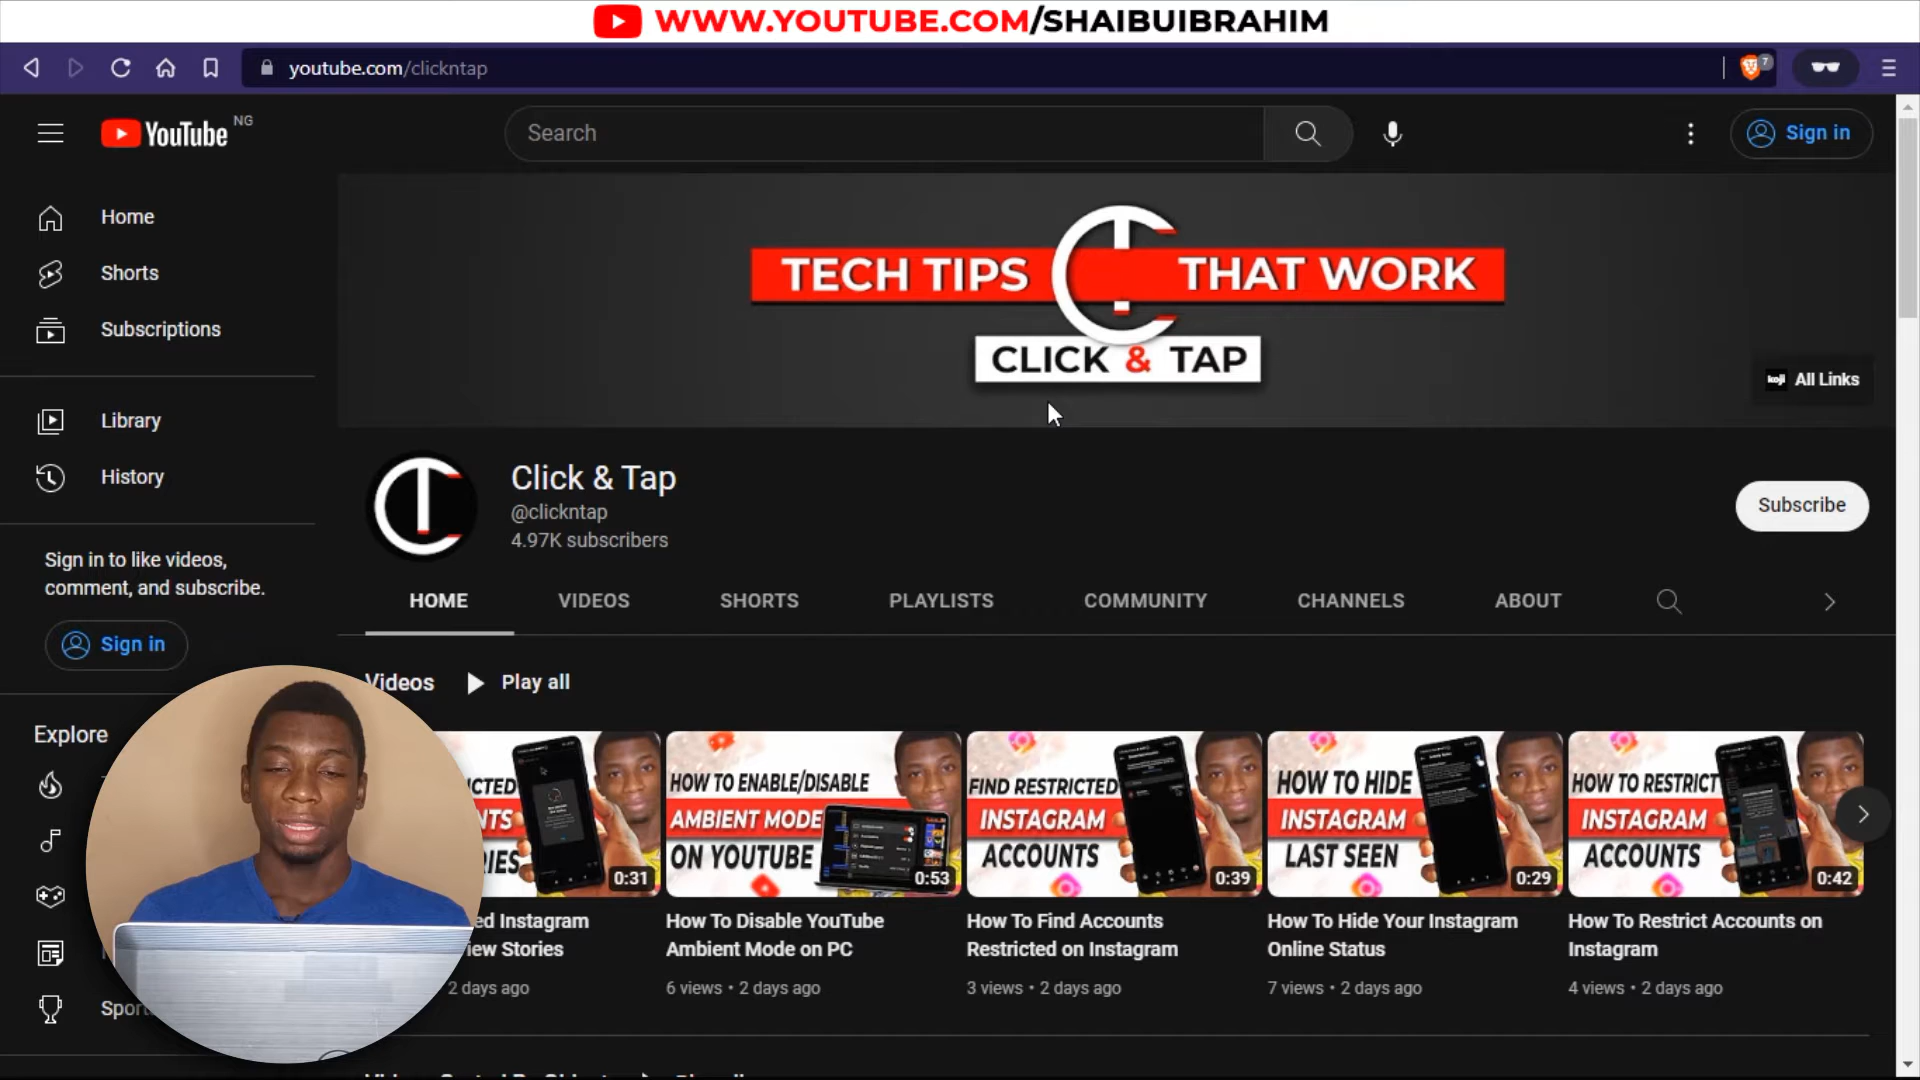 WWW.YOUTUBE.COM/SHAIBUIBRAHIM
youtube.com/clickntap
7
YouTube NG
Search
Sign in
Home
Shorts
Subscriptions
Library
History
Sign in to like videos,
comment, and subscribe.
Sign in
Explore
TECH TIPS THAT WORK
CLICK & TAP
koji All Links
Click & Tap
@clickntap
4.97K subscribers
Subscribe
HOME VIDEOS SHORTS PLAYLISTS COMMUNITY CHANNELS ABOUT
Videos Play all
0:31
HOW TO ENABLE/DISABLE
AMBIENT MODE
ON YOUTUBE
0:53
FIND RESTRICTED
INSTAGRAM
ACCOUNTS
0:39
HOW TO HIDE
INSTAGRAM
LAST SEEN
0:29
HOW TO RESTRICT
INSTAGRAM
ACCOUNTS
0:42
Instagram
Stories
2 days ago
How To Disable YouTube
Ambient Mode on PC
6 views • 2 days ago
How To Find Accounts
Restricted on Instagram
3 views • 2 days ago
How To Hide Your Instagram
Online Status
7 views • 2 days ago
How To Restrict Accounts on
Instagram
4 views • 2 days ago